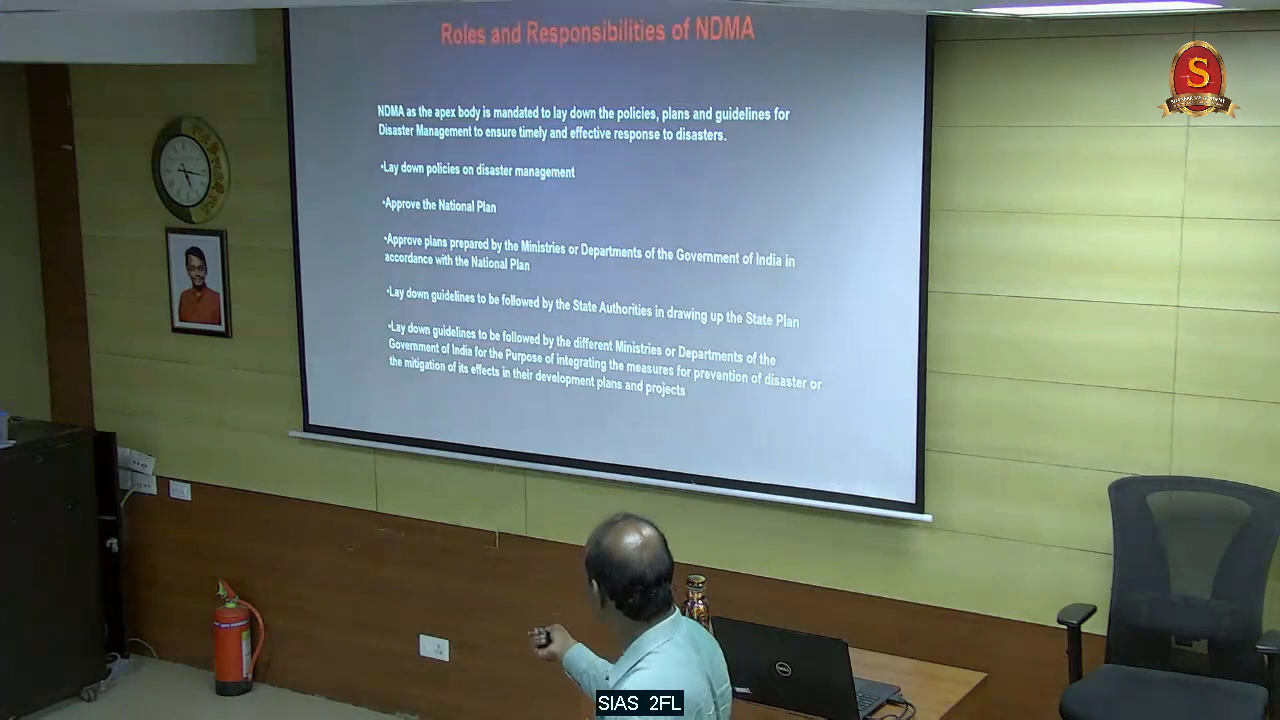 Roles and Responsibilities of NDMA
NDMA as the apex body is mandated to lay down the policies, plans and guidelines for
Disaster Management to ensure timely and effective response to disasters.
•Lay down policies on disaster management
•Approve the National Plan
•Approve plans prepared by the Ministries or Departments of the Government of India in
accordance with the National Plan
•Lay down guidelines to be followed by the State Authorities in drawing up the State Plan
•Lay down guidelines to be followed by the different Ministries or Departments of the
Government of India for the Purpose of integrating the measures for prevention of disaster or
the mitigation of its effects in their development plans and projects
S
DELL
SIAS 2FL